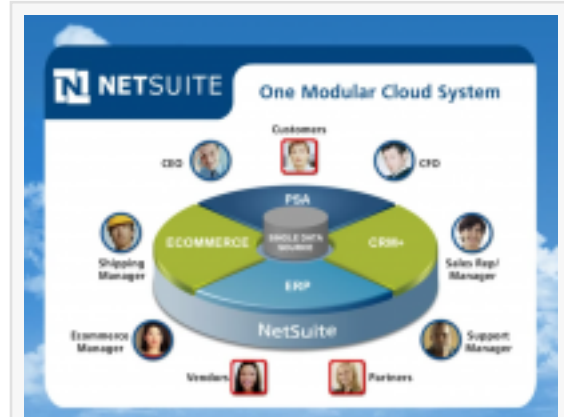 N NETSUITE
One Modular Cloud System
Customers
CEO
CFO
PSA
Shipping
Manager
ECOMMERCE
SINGLE DATA
SOURCE
CRM+
Sales Rep/
Manager
ERP
NetSuite
Ecommerce
Manager
Support
Manager
Vendors
Partners